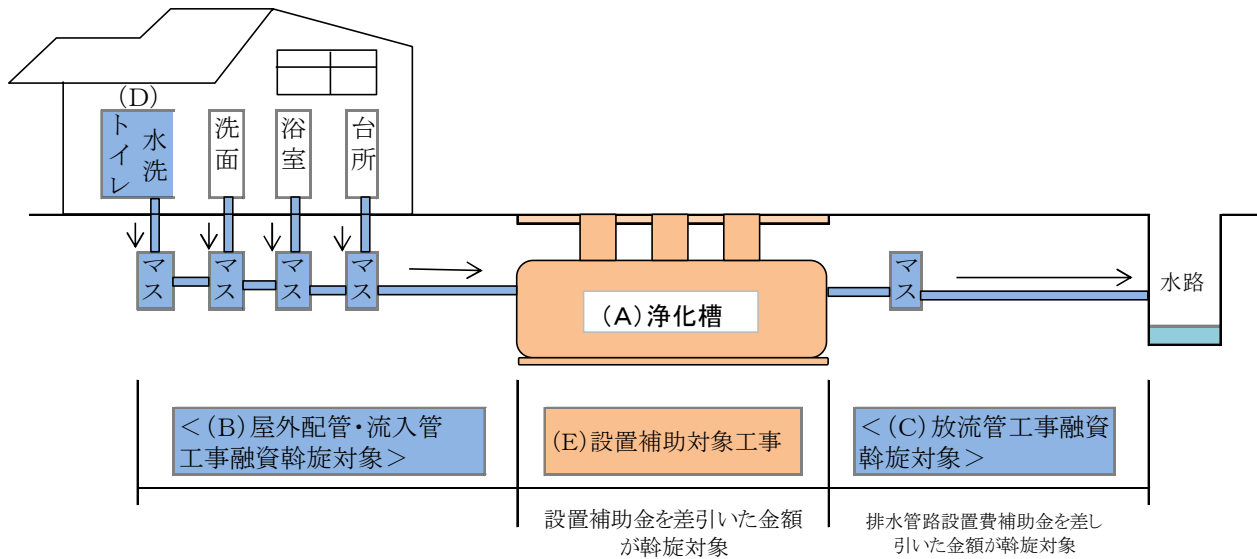 (D)
水洗
トイレ
洗面
浴室
台所
マス
マス
マス
マス
(A)浄化槽
マス
水路
<(B)屋外配管・流入管
工事融資斡旋対象>
(E)設置補助対象工事
<(C)放流管工事融資
斡旋対象>
設置補助金を差引いた金額
が斡旋対象
排水管路設置費補助金を差し
引いた金額が斡旋対象